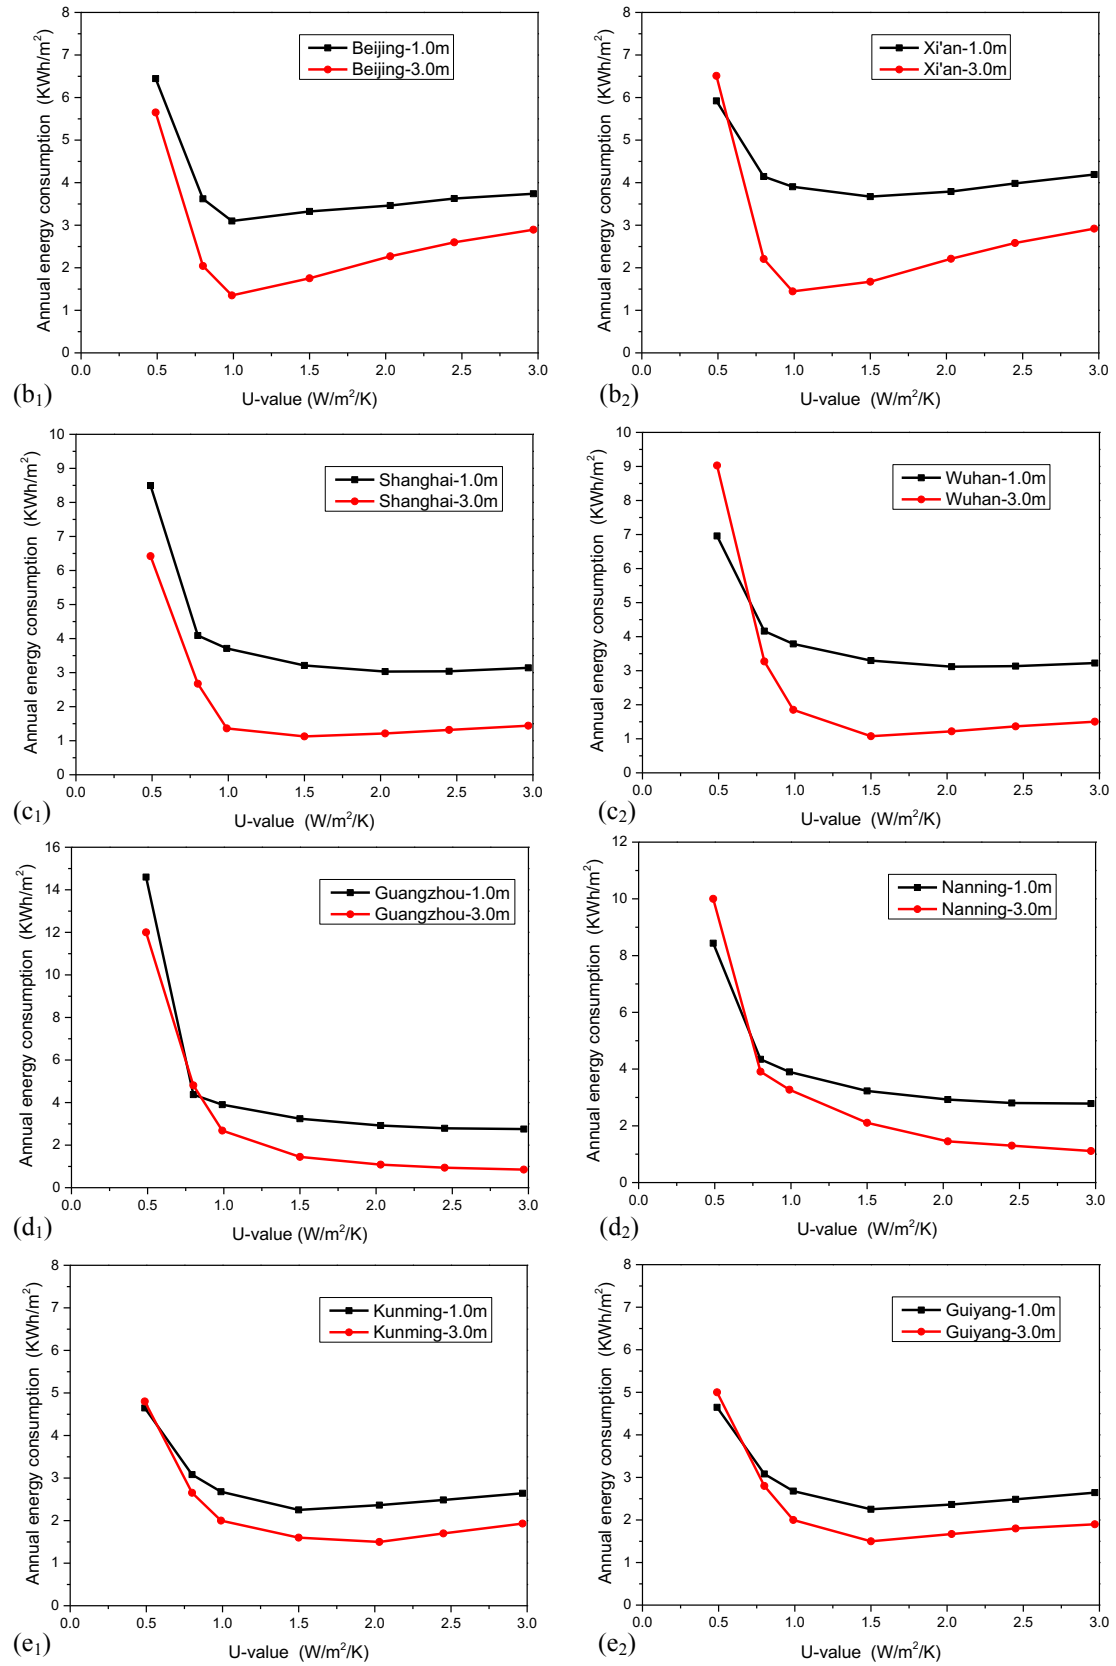 Beijing-1.0m
Beijing-3.0m
Annual energy consumption (KWh/m²)
8
7
6
5
4
3
2
1
0
0.0 0.5 1.0 1.5 2.0 2.5 3.0
U-value (W/m²/K)
(b₁)
Xi'an-1.0m
Xi'an-3.0m
Annual energy consumption (KWh/m²)
8
7
6
5
4
3
2
1
0
0.0 0.5 1.0 1.5 2.0 2.5 3.0
U-value (W/m²/K)
(b₂)
Shanghai-1.0m
Shanghai-3.0m
Annual energy consumption (KWh/m²)
10
9
8
7
6
5
4
3
2
1
0
0.0 0.5 1.0 1.5 2.0 2.5 3.0
U-value (W/m²/K)
(c₁)
Wuhan-1.0m
Wuhan-3.0m
Annual energy consumption (KWh/m²)
10
9
8
7
6
5
4
3
2
1
0
0.0 0.5 1.0 1.5 2.0 2.5 3.0
U-value (W/m²/K)
(c₂)
Guangzhou-1.0m
Guangzhou-3.0m
Annual energy consumption (KWh/m²)
16
14
12
10
8
6
4
2
0
0.0 0.5 1.0 1.5 2.0 2.5 3.0
U-value (W/m²/K)
(d₁)
Nanning-1.0m
Nanning-3.0m
Annual energy consumption (KWh/m²)
12
10
8
6
4
2
0
0.0 0.5 1.0 1.5 2.0 2.5 3.0
U-value (W/m²/K)
(d₂)
Kunming-1.0m
Kunming-3.0m
Annual energy consumption (KWh/m²)
8
7
6
5
4
3
2
1
0
0.0 0.5 1.0 1.5 2.0 2.5 3.0
U-value (W/m²/K)
(e₁)
Guiyang-1.0m
Guiyang-3.0m
Annual energy consumption (KWh/m²)
8
7
6
5
4
3
2
1
0
0.0 0.5 1.0 1.5 2.0 2.5 3.0
U-value (W/m²/K)
(e₂)